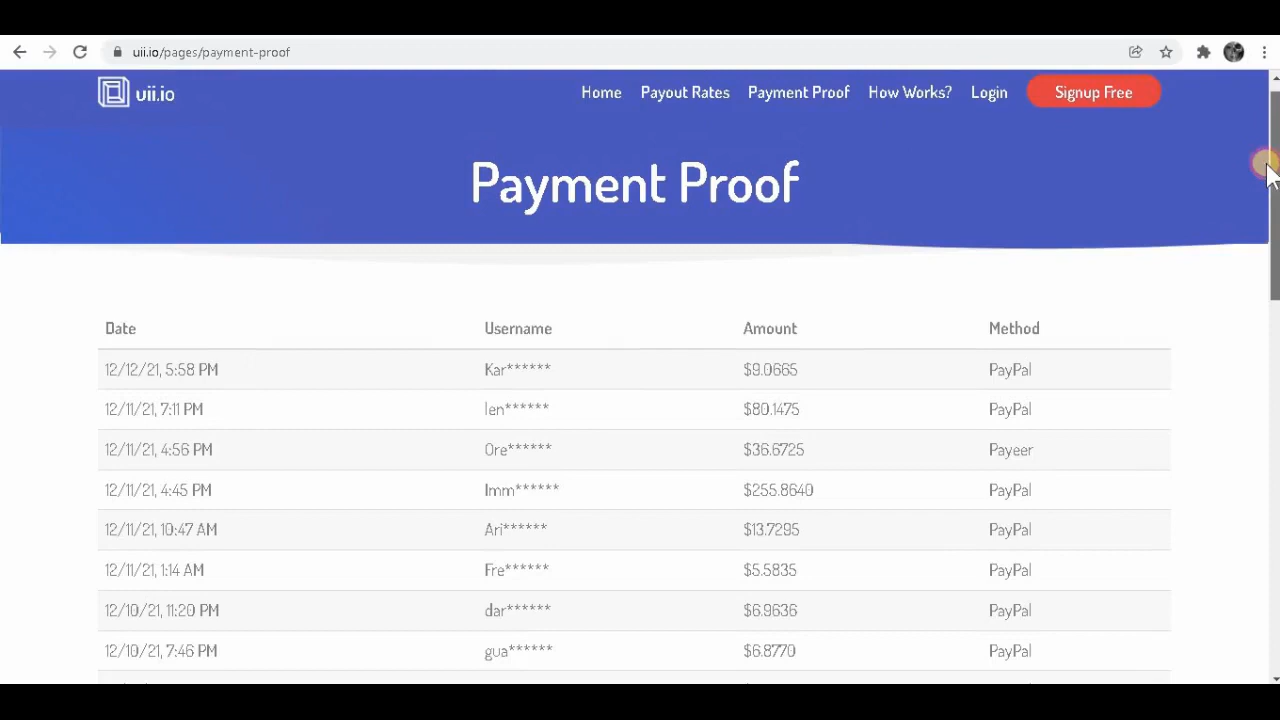 uii.io/pages/payment-proof
uii.io Home Payout Rates Payment Proof How Works? Login Signup Free
Payment Proof
Date Username Amount Method
12/12/21, 5:58 PM Kar****** $9.0665 PayPal
12/11/21, 7:11 PM len****** $80.1475 PayPal
12/11/21, 4:56 PM Ore****** $36.6725 Payeer
12/11/21, 4:45 PM Imm****** $255.8640 PayPal
12/11/21, 10:47 AM Ari****** $13.7295 PayPal
12/11/21, 1:14 AM Fre****** $5.5835 PayPal
12/10/21, 11:20 PM dar****** $6.9636 PayPal
12/10/21, 7:46 PM gua****** $6.8770 PayPal